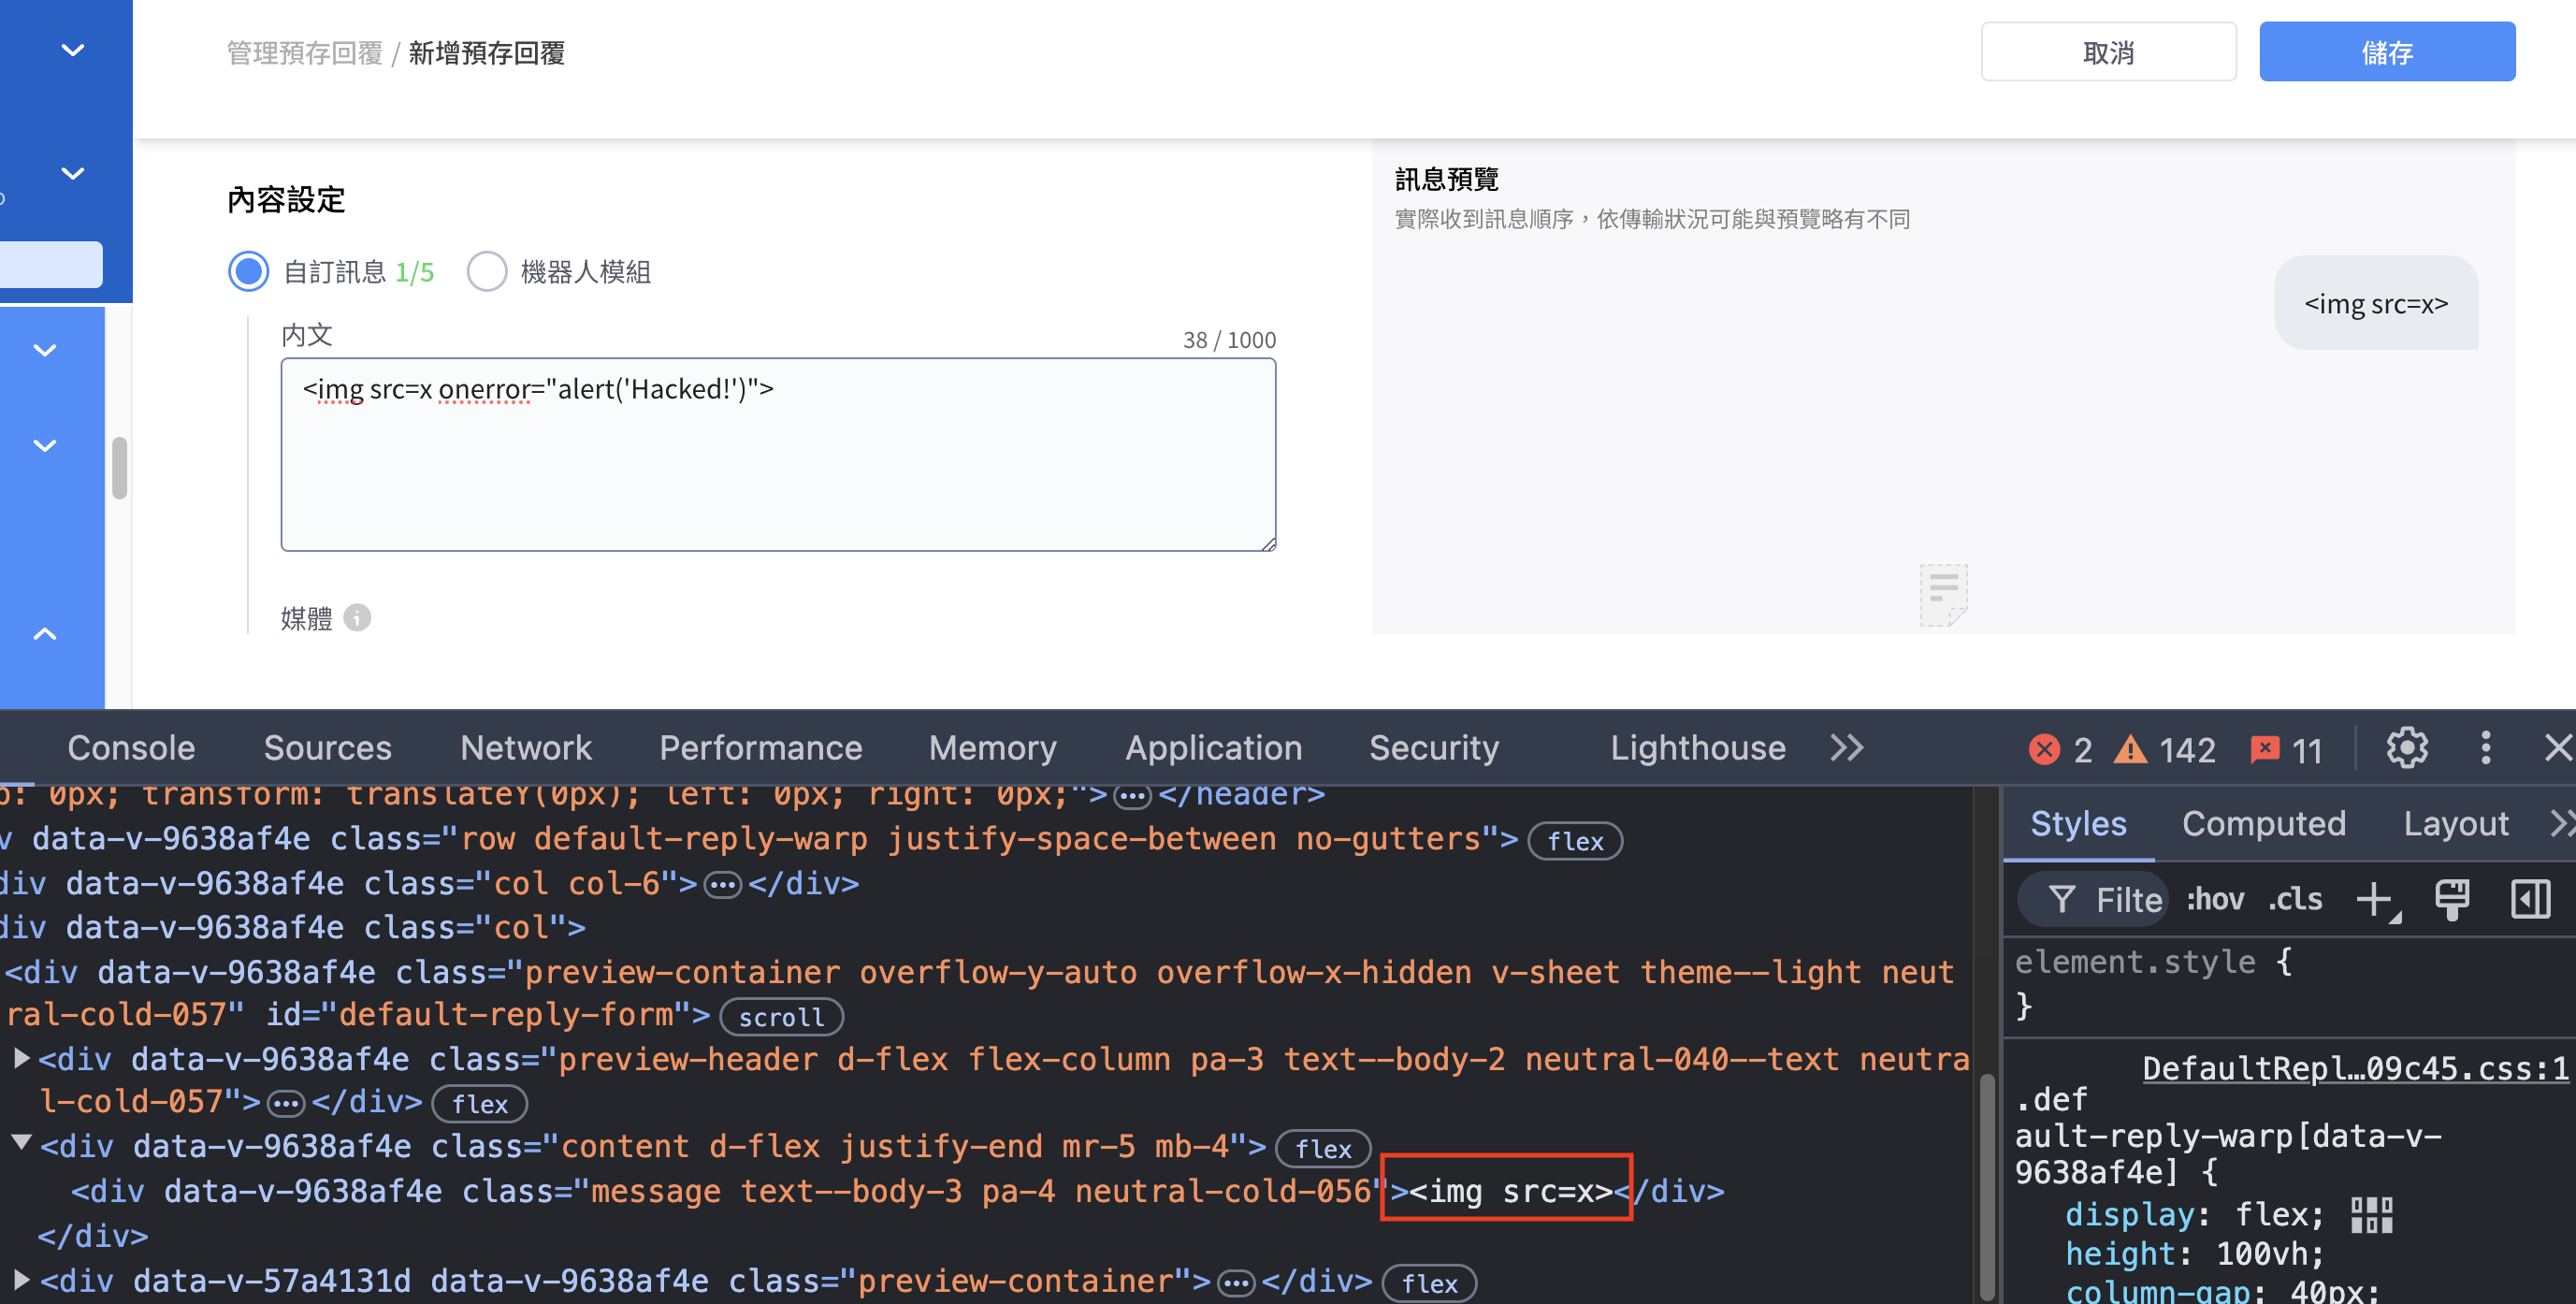 管理預存回覆 / 新增預存回覆
取消
儲存
內容設定
自訂訊息 1/5
機器人模組
內文
38 / 1000
<img src=x onerror="alert('Hacked!')">
媒體
訊息預覽
實際收到訊息順序，依傳輸狀況可能與預覽略有不同
<img src=x>
Console Sources Network Performance Memory Application Security Lighthouse
2 142 11
: 0px; transform: translateY(0px); left: 0px; right: 0px;">…</header>
v data-v-9638af4e class="row default-reply-warp justify-space-between no-gutters"> flex
div data-v-9638af4e class="col col-6">…</div>
div data-v-9638af4e class="col">
<div data-v-9638af4e class="preview-container overflow-y-auto overflow-x-hidden v-sheet theme--light neut
ral-cold-057" id="default-reply-form"> scroll
<div data-v-9638af4e class="preview-header d-flex flex-column pa-3 text--body-2 neutral-040--text neutra
l-cold-057">…</div> flex
<div data-v-9638af4e class="content d-flex justify-end mr-5 mb-4"> flex
<div data-v-9638af4e class="message text--body-3 pa-4 neutral-cold-056"><img src=x></div>
</div>
<div data-v-57a4131d data-v-9638af4e class="preview-container">…</div> flex
Styles Computed Layout
Filte :hov .cls
element.style {
}
DefaultRepl…09c45.css:1
.def
ault-reply-warp[data-v-
9638af4e] {
display: flex;
height: 100vh;
column-gap: 40px;